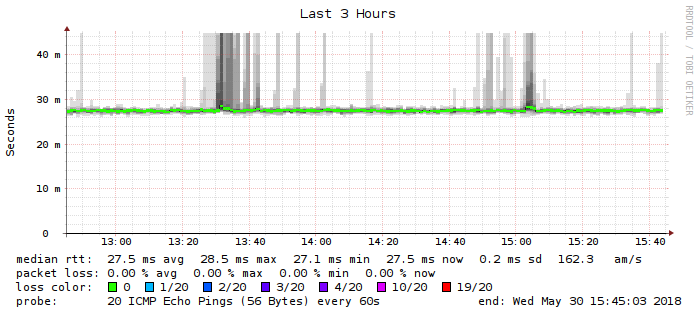 Last 3 Hours
RRDTOOL / TOBI OETIKER
Seconds
40 m
30 m
20 m
10 m
0
13:00 13:20 13:40 14:00 14:20 14:40 15:00 15:20 15:40
median rtt: 27.5 ms avg 28.5 ms max 27.1 ms min 27.5 ms now 0.2 ms sd 162.3 am/s
packet loss: 0.00 % avg 0.00 % max 0.00 % min 0.00 % now
loss color: 0 1/20 2/20 3/20 4/20 10/20 19/20
probe: 20 ICMP Echo Pings (56 Bytes) every 60s end: Wed May 30 15:45:03 2018